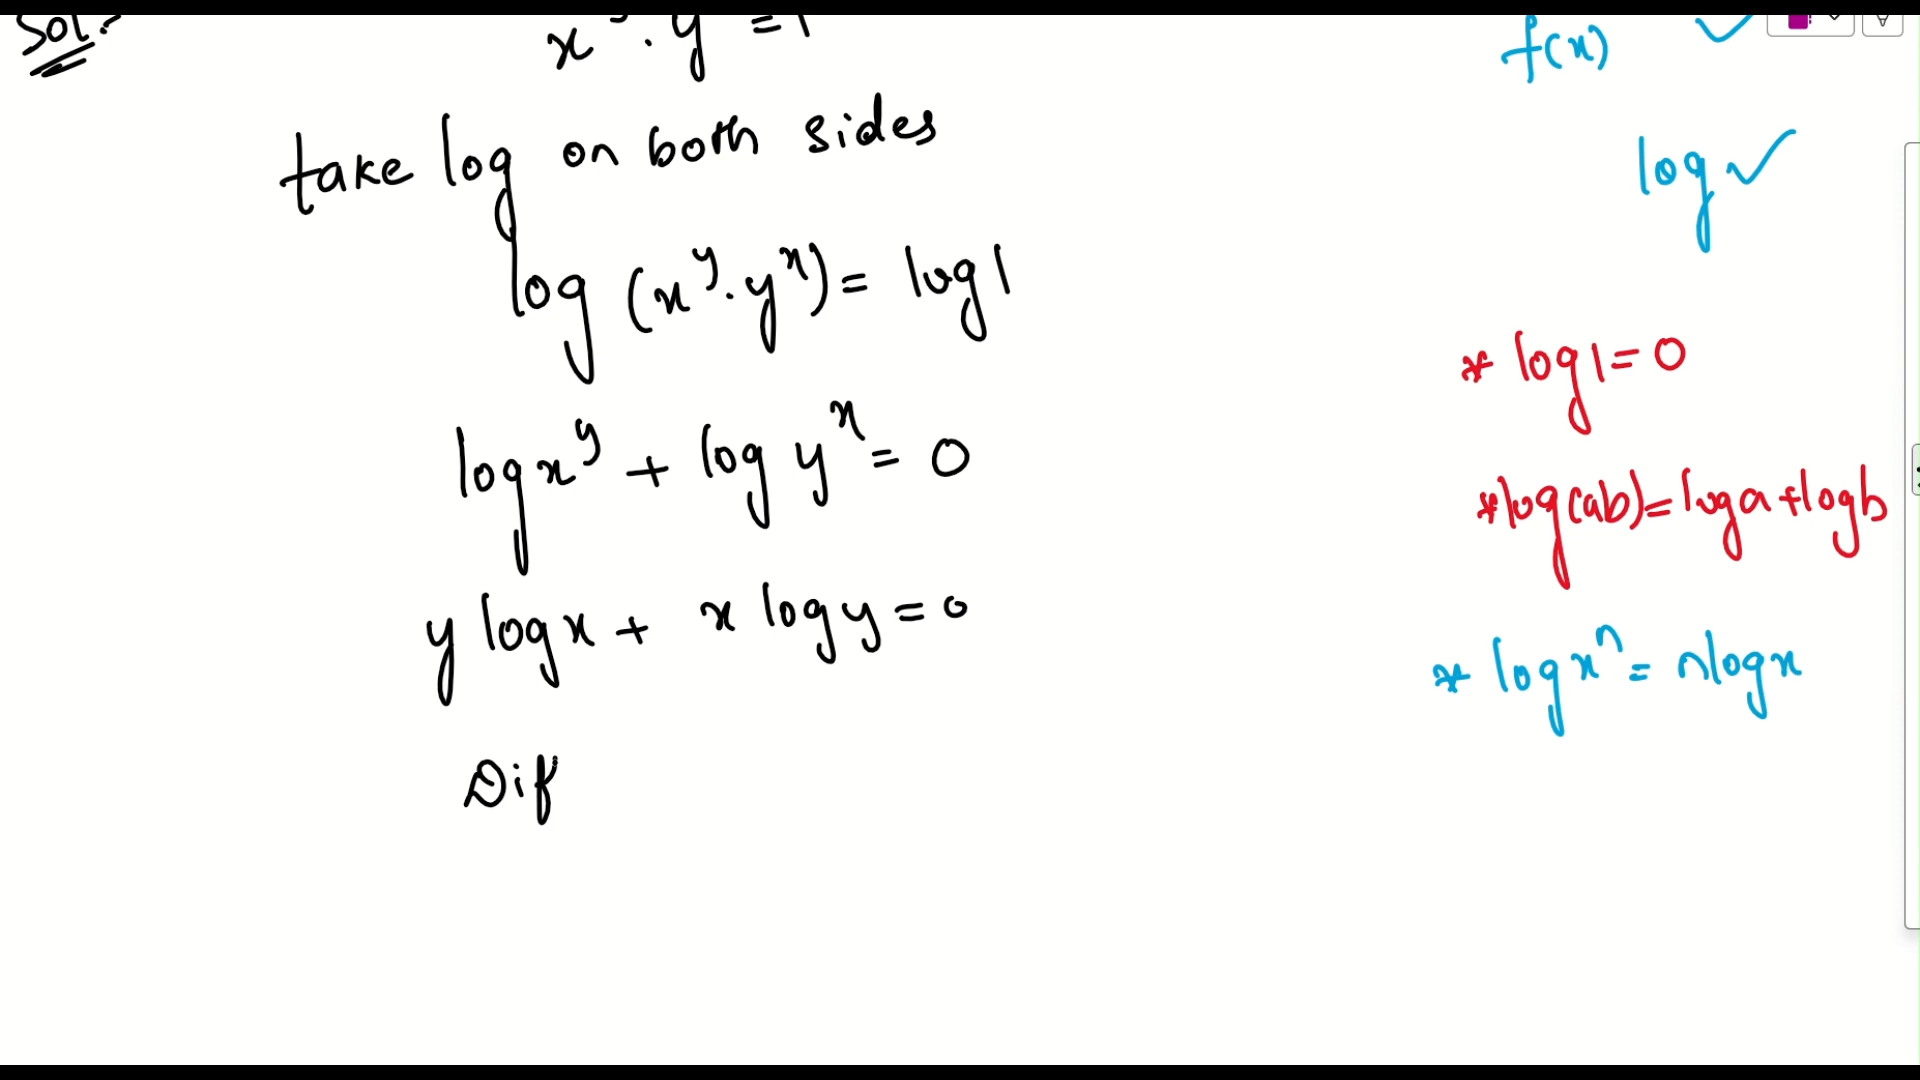 Sol:-
x^y . y = 1
take log on both sides
log (x^y . y^x) = log 1
log x^y + log y^x = 0
y log x + x log y = 0
Dif
f(x) ✓
log ✓
* log 1 = 0
* log(ab) = log a + log b
* log x^n = n log x